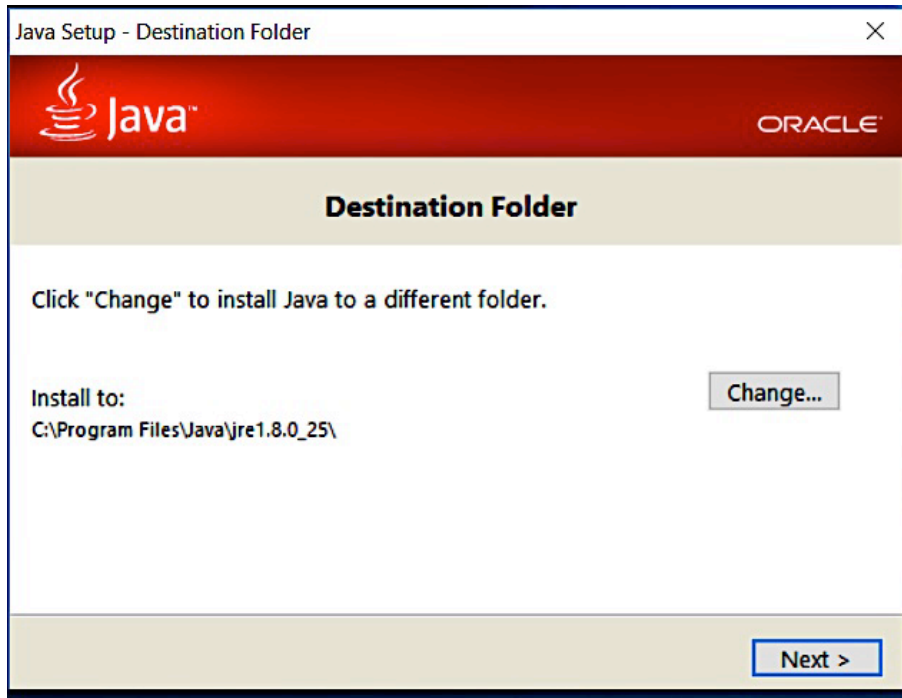 Java Setup - Destination Folder
Java™
ORACLE®
Destination Folder
Click "Change" to install Java to a different folder.
Install to:
Change...
C:\Program Files\Java\jre1.8.0_25\
Next >